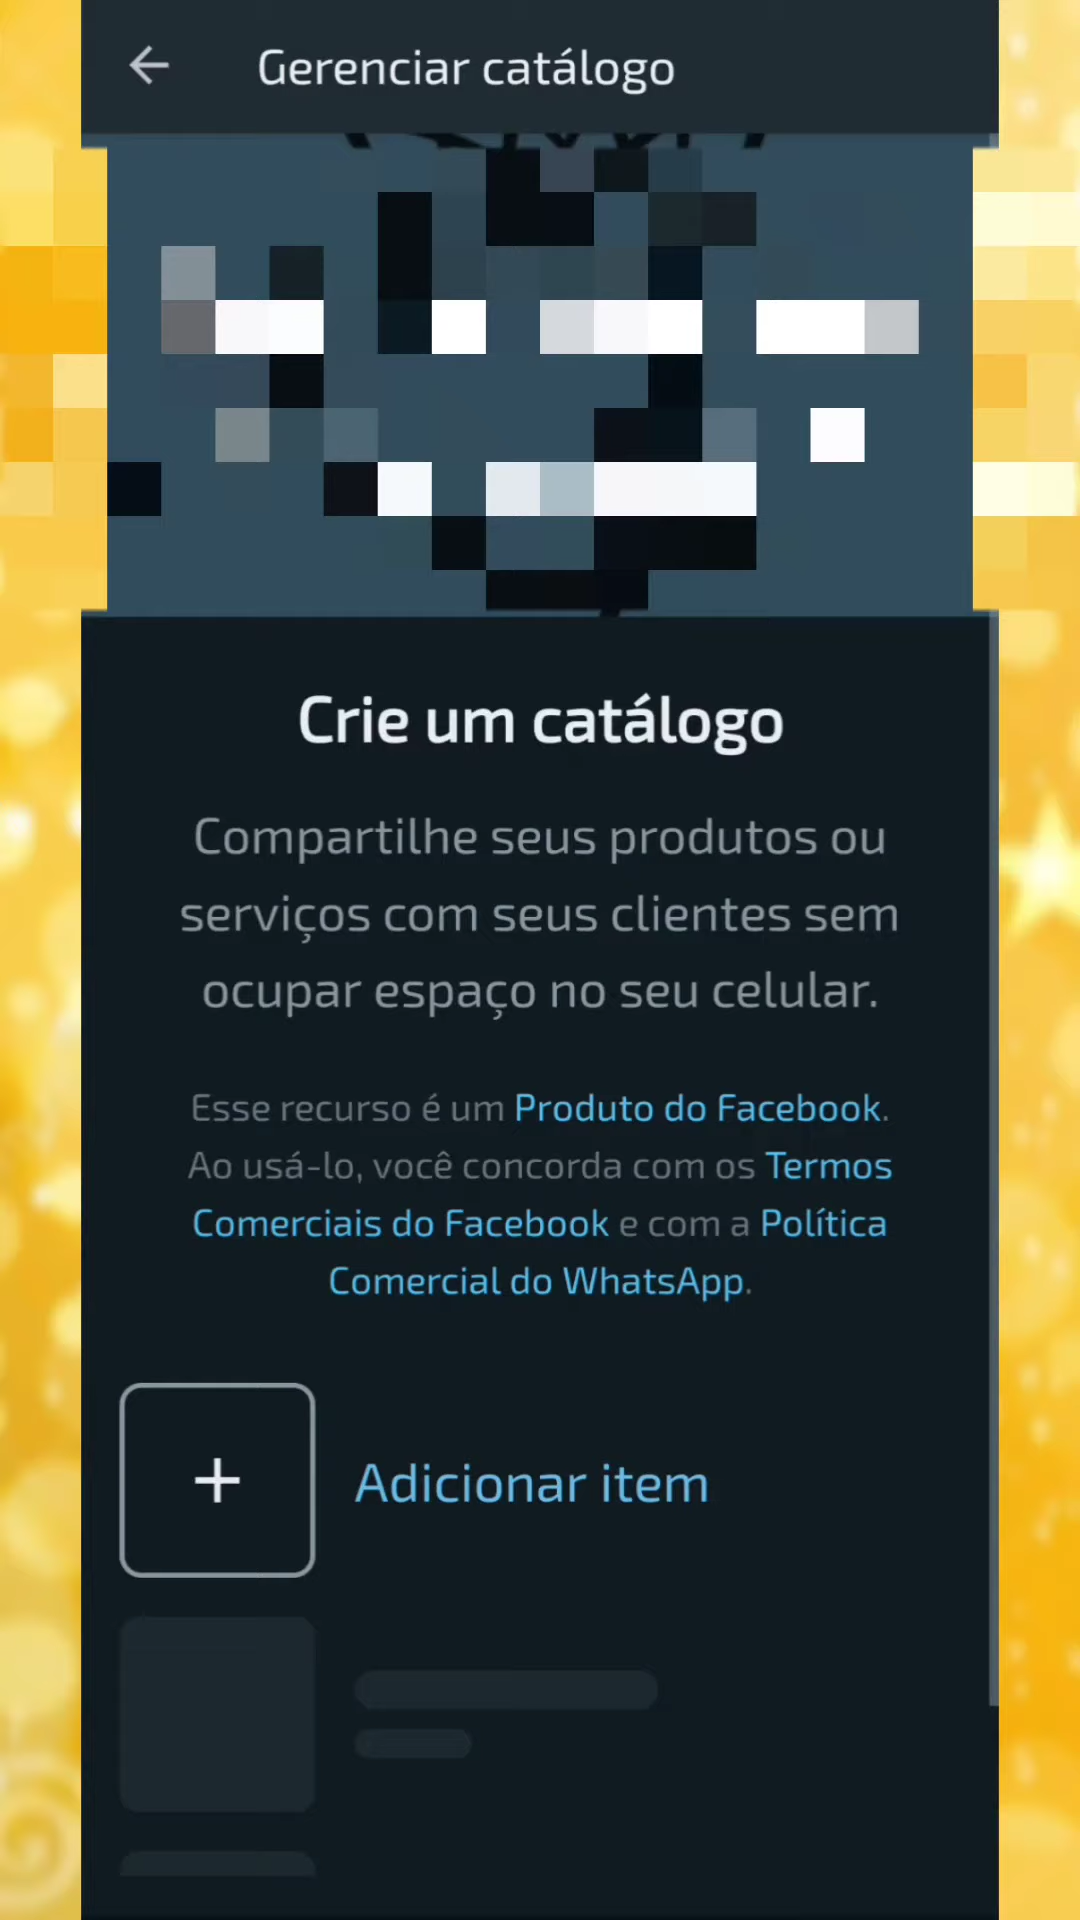 Gerenciar catálogo
Crie um catálogo
Compartilhe seus produtos ou
serviços com seus clientes sem
ocupar espaço no seu celular.
Esse recurso é um Produto do Facebook.
Ao usá-lo, você concorda com os Termos
Comerciais do Facebook e com a Política
Comercial do WhatsApp.
Adicionar item